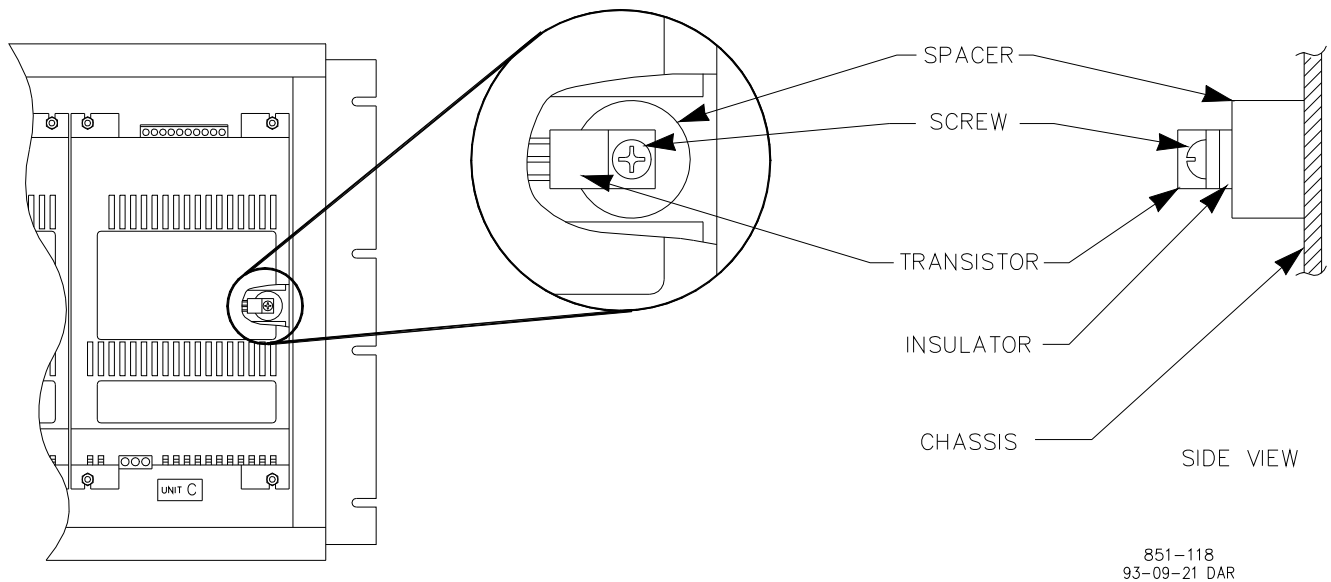 SPACER
SCREW
TRANSISTOR
INSULATOR
CHASSIS
SIDE VIEW
UNIT C
851-118
93-09-21 DAR